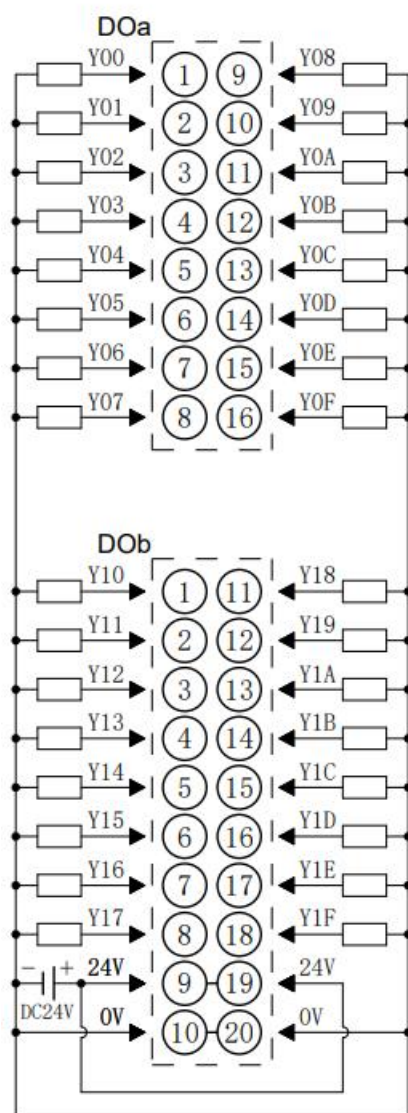 DOa
Y00 1 9 Y08
Y01 2 10 Y09
Y02 3 11 Y0A
Y03 4 12 Y0B
Y04 5 13 Y0C
Y05 6 14 Y0D
Y06 7 15 Y0E
Y07 8 16 Y0F
DOb
Y10 1 11 Y18
Y11 2 12 Y19
Y12 3 13 Y1A
Y13 4 14 Y1B
Y14 5 15 Y1C
Y15 6 16 Y1D
Y16 7 17 Y1E
Y17 8 18 Y1F
- + 24V 9 19 24V
DC24V 0V 10 20 0V